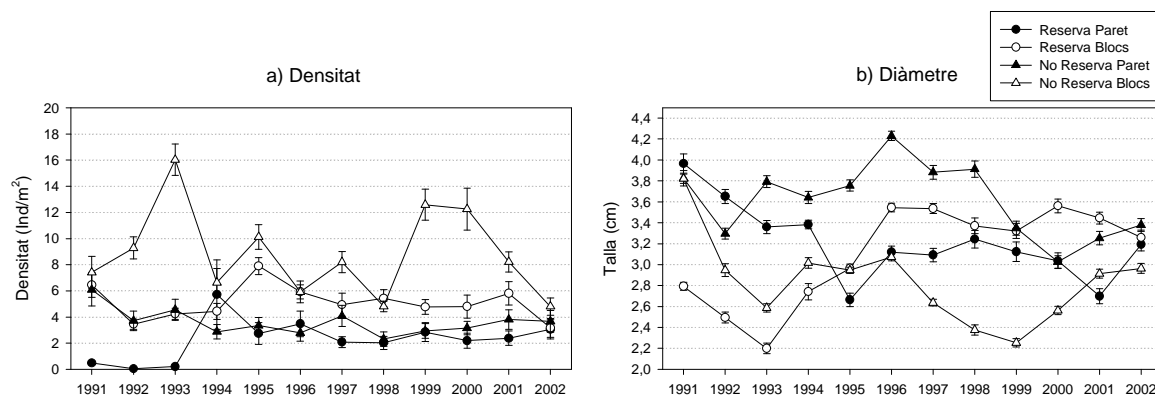 Reserva Paret
Reserva Blocs
No Reserva Paret
No Reserva Blocs
a) Densitat
Densitat (Ind/m²)
20
18
16
14
12
10
8
6
4
2
0
1991 1992 1993 1994 1995 1996 1997 1998 1999 2000 2001 2002
b) Diàmetre
Talla (cm)
4,4
4,2
4,0
3,8
3,6
3,4
3,2
3,0
2,8
2,6
2,4
2,2
2,0
1991 1992 1993 1994 1995 1996 1997 1998 1999 2000 2001 2002